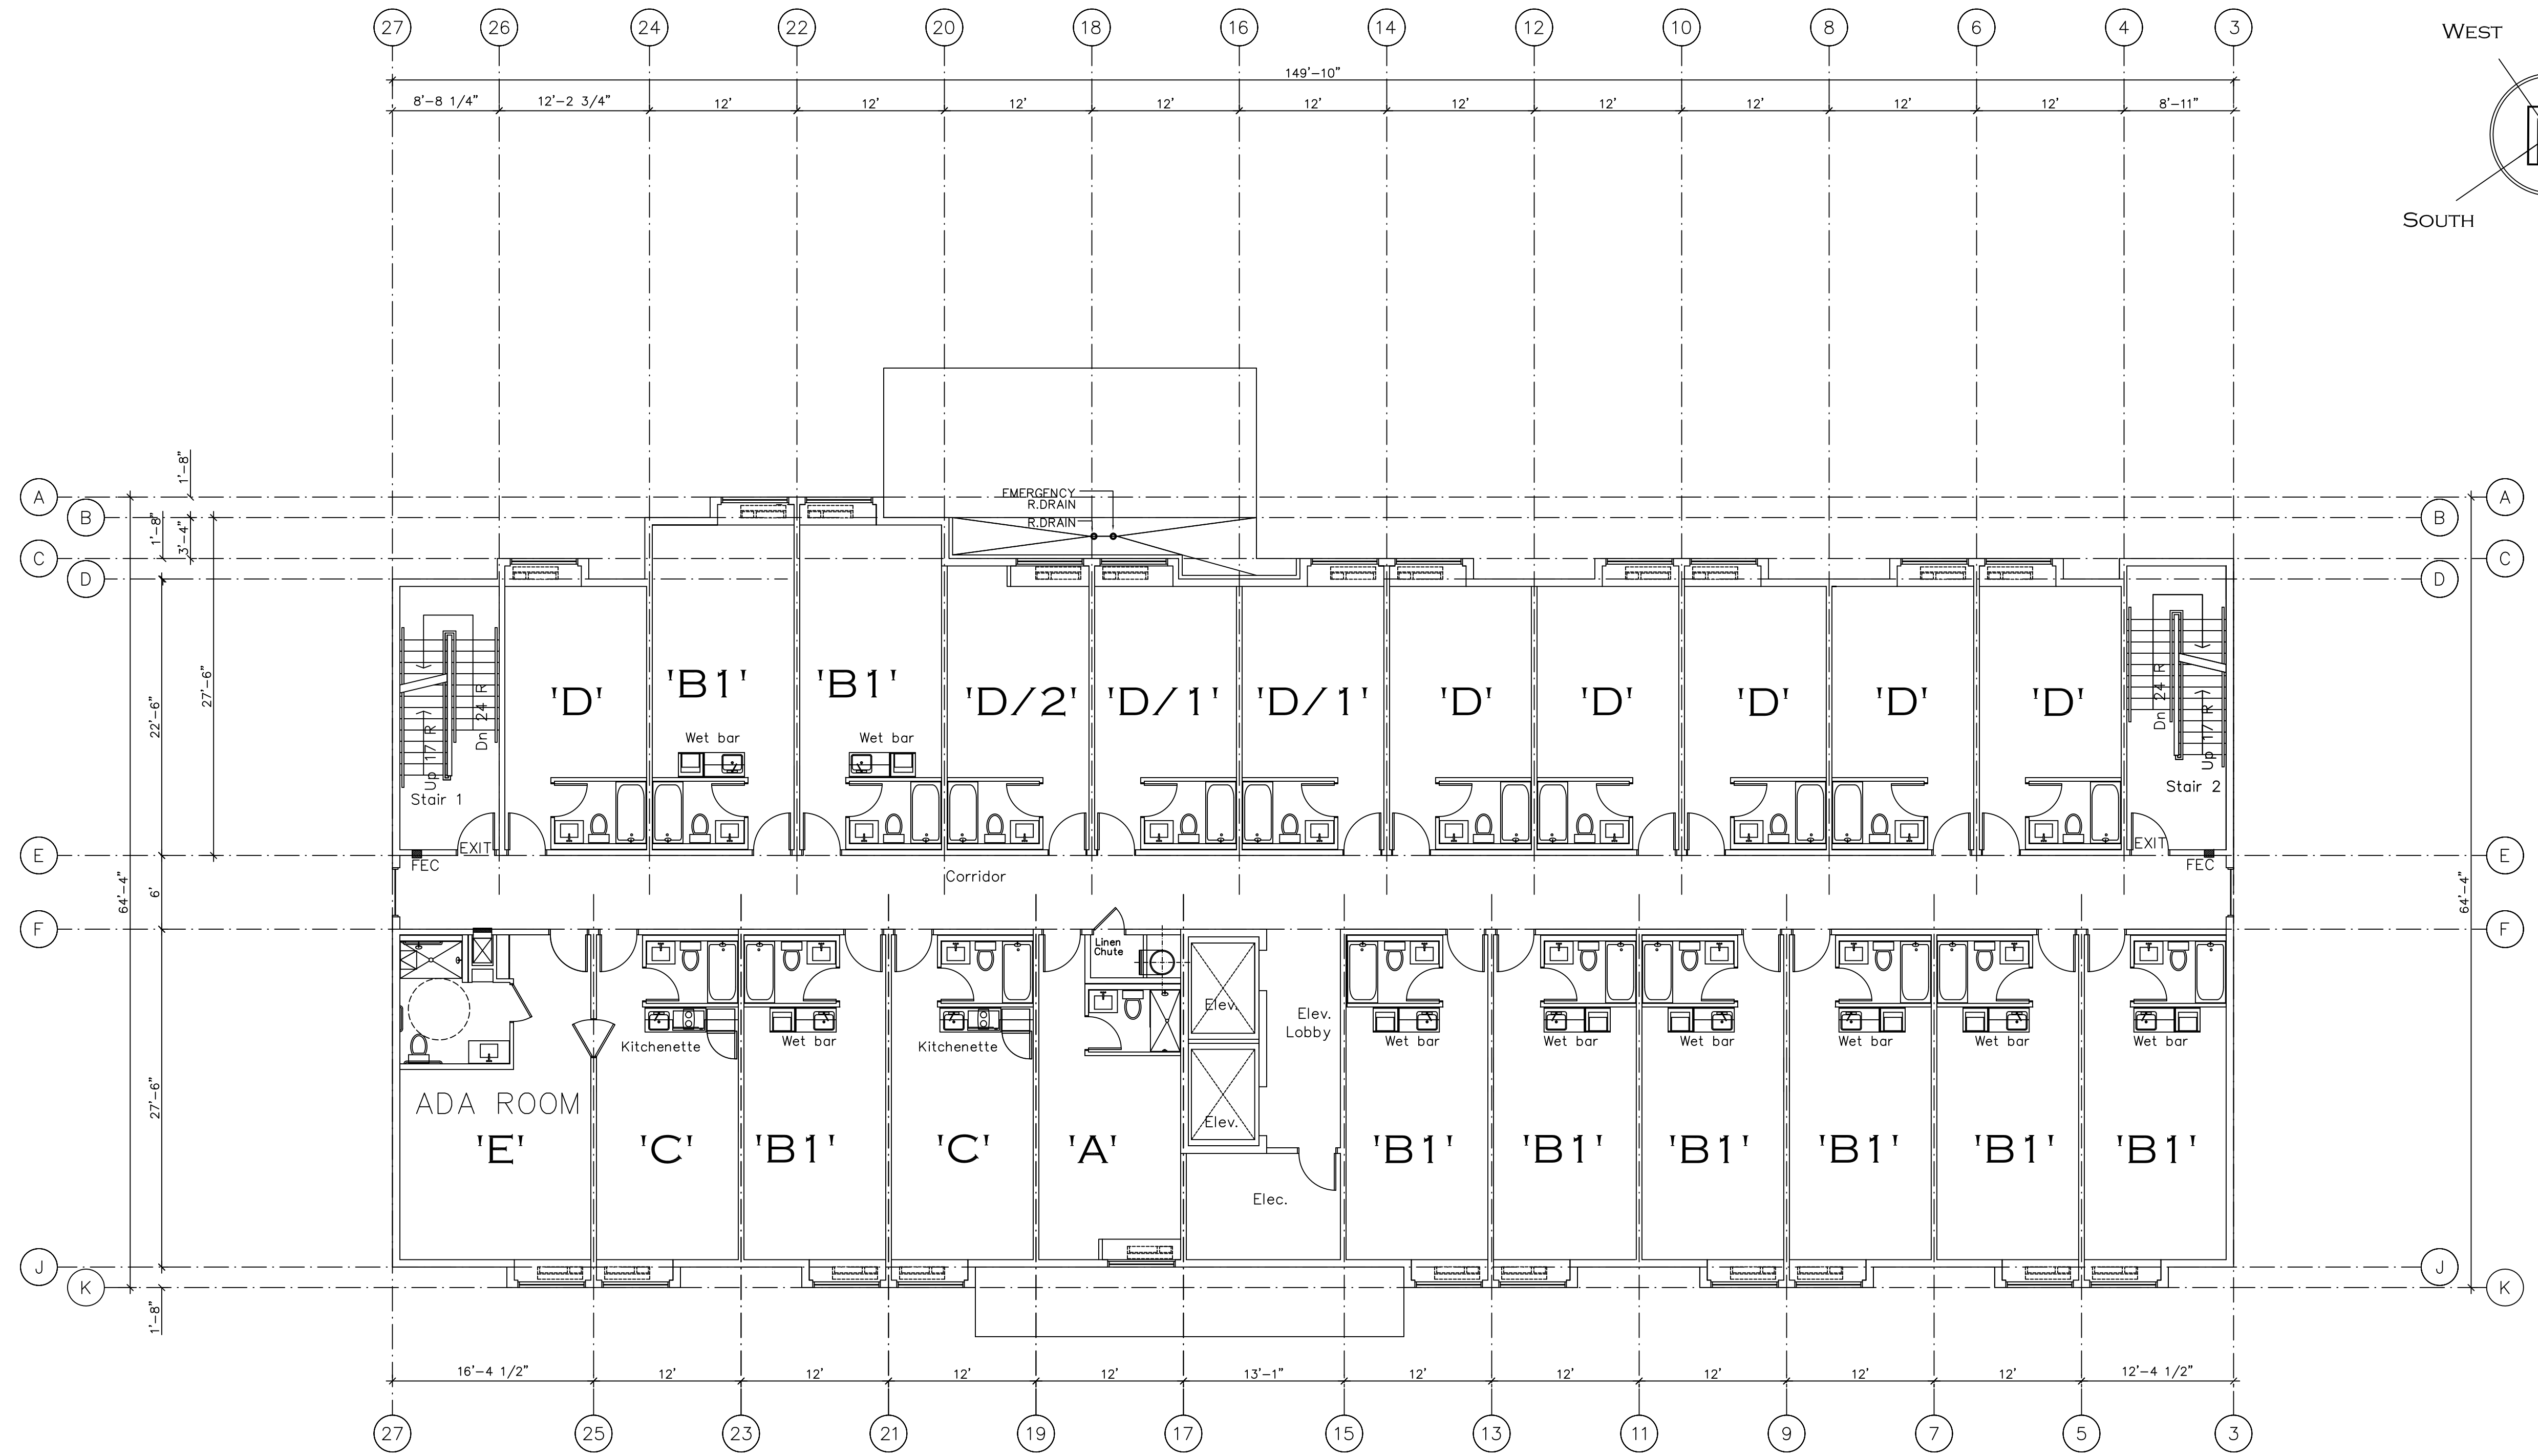 27 26 24 22 20 18 16 14 12 10 8 6 4 3
WEST
149'-10"
8'-8 1/4" 12'-2 3/4" 12' 12' 12' 12' 12' 12' 12' 12' 12' 12' 8'-11"
SOUTH
1'-8"
A A
EMERGENCY
R.DRAIN
B B
R.DRAIN
1'-8"
3'-4"
C C
D D
27'-6"
22'-6"
Up 17 R
Dn 24 R
Dn 24 R
Up 17 R
'D' 'B1' 'B1' 'D/2' 'D/1' 'D/1' 'D' 'D' 'D' 'D' 'D'
Wet bar Wet bar
Stair 1 Stair 2
EXIT EXIT
E E
FEC FEC
Corridor
64'-4"
6'
64'-4"
F F
Linen
Chute
Elev.
Elev.
Lobby
Kitchenette Wet bar Kitchenette Wet bar Wet bar Wet bar Wet bar Wet bar Wet bar
27'-6"
ADA ROOM
Elev.
'E' 'C' 'B1' 'C' 'A' 'B1' 'B1' 'B1' 'B1' 'B1' 'B1'
Elec.
J J
K K
1'-8"
16'-4 1/2" 12' 12' 12' 12' 13'-1" 12' 12' 12' 12' 12' 12'-4 1/2"
27 25 23 21 19 17 15 13 11 9 7 5 3